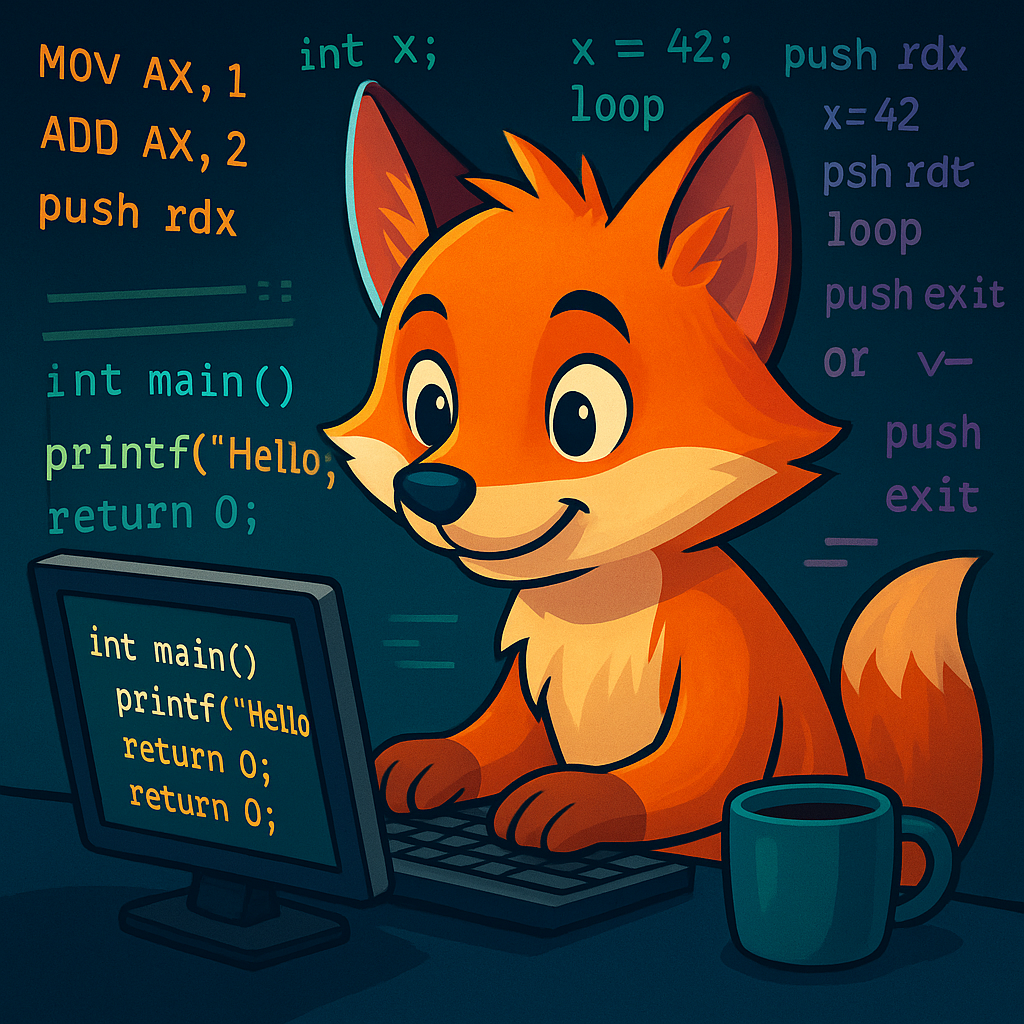 MOV AX, 1
ADD AX, 2
push rdx
int x;
x = 42;
loop
push rdx
x=42
psh rdt
loop
push exit
or v–
push
exit
int main()
printf("Hello;
return 0;
int main()
printf("Hello
return 0;
return 0;